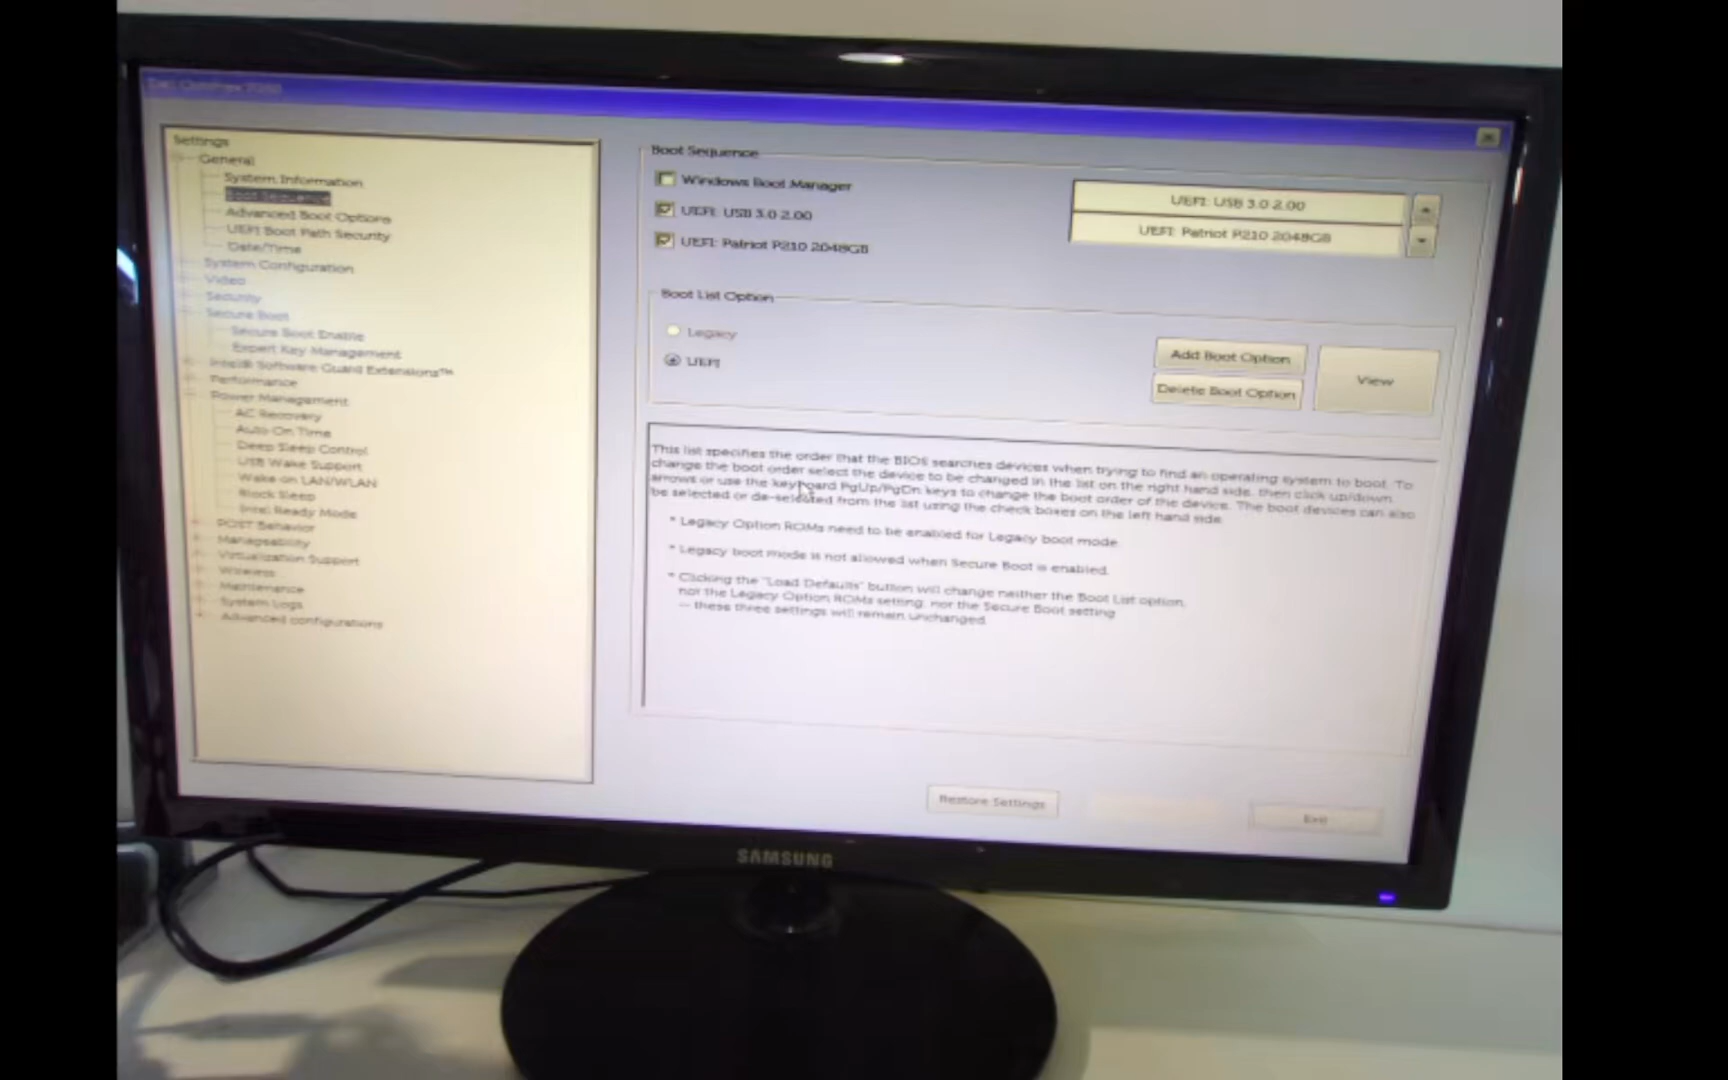 Settings
General
System Information
Boot Sequence
Advanced Boot Options
UEFI Boot Path Security
Date/Time
System Configuration
Video
Security
Secure Boot
Secure Boot Enable
Expert Key Management
Intel® Software Guard Extensions™
Performance
Power Management
AC Recovery
Auto On Time
Deep Sleep Control
USB Wake Support
Wake on LAN/WLAN
Block Sleep
Intel Ready Mode
POST Behavior
Manageability
Virtualization Support
Wireless
Maintenance
System Logs
Advanced configurations
Boot Sequence
Windows Boot Manager
UEFI: USB 3.0 2.00
UEFI: Patriot P210 2048GB
UEFI: USB 3.0 2.00
UEFI: Patriot P210 2048GB
Boot List Option
Legacy
UEFI
Add Boot Option
Delete Boot Option
View
This list specifies the order that the BIOS searches devices when trying to find an operating system to boot. To
change the boot order select the device to be changed in the list on the right hand side, then click up/down
arrows or use the keyboard PgUp/PgDn keys to change the boot order of the device. The boot devices can also
be selected or de-selected from the list using the check boxes on the left hand side.
* Legacy Option ROMs need to be enabled for Legacy boot mode.
* Legacy boot mode is not allowed when Secure Boot is enabled.
* Clicking the "Load Defaults" button will change neither the Boot List option,
nor the Legacy Option ROMs setting, nor the Secure Boot setting
-- these three settings will remain unchanged.
Restore Settings
Exit
SAMSUNG